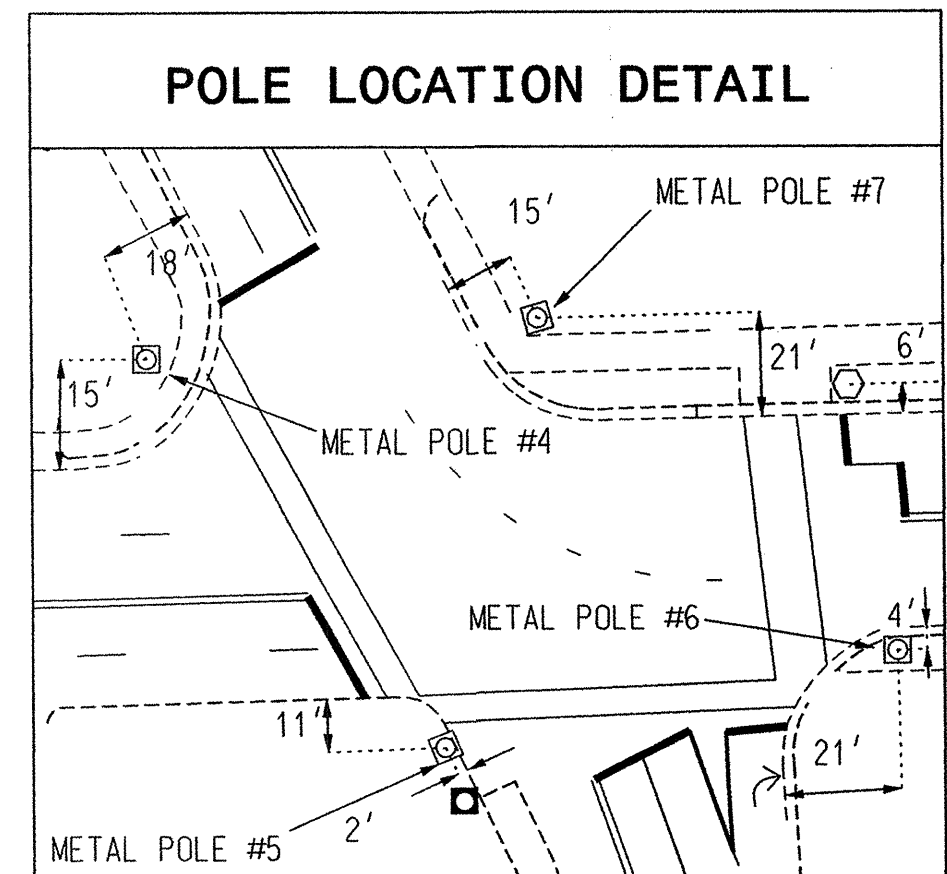 POLE LOCATION DETAIL
METAL POLE #7
15'
18'
21'
6'
15'
METAL POLE #4
METAL POLE #6
4'
11'
21'
2'
METAL POLE #5